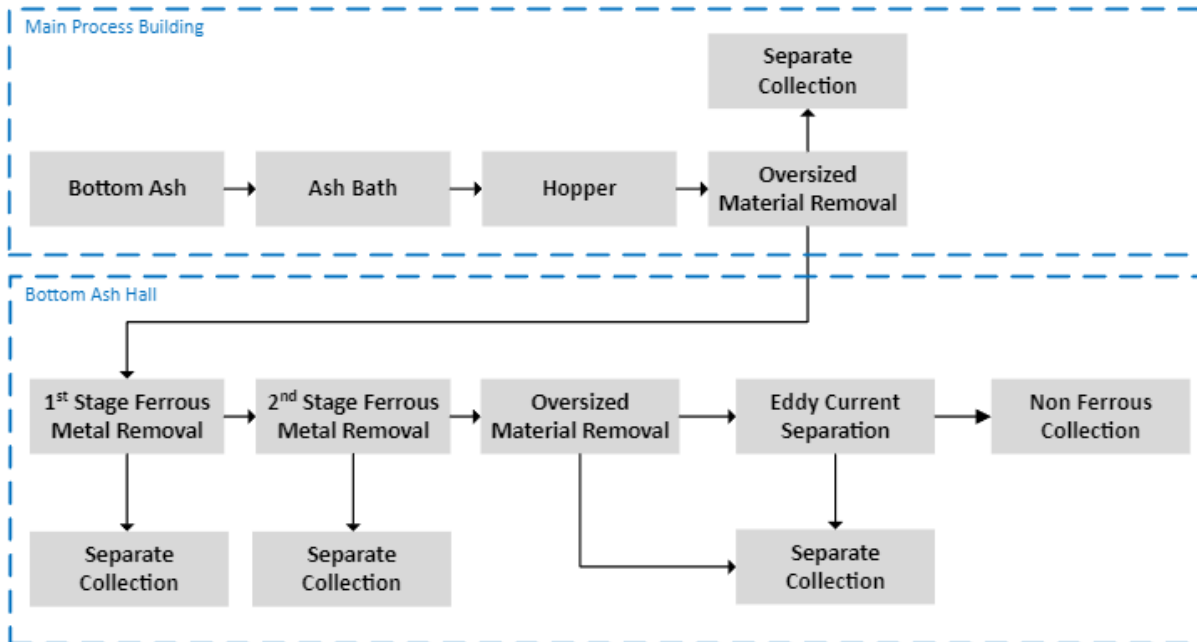 Main Process Building
Separate
Collection
Bottom Ash
Ash Bath
Hopper
Oversized
Material Removal
Bottom Ash Hall
1st Stage Ferrous
Metal Removal
2nd Stage Ferrous
Metal Removal
Oversized
Material Removal
Eddy Current
Separation
Non Ferrous
Collection
Separate
Collection
Separate
Collection
Separate
Collection